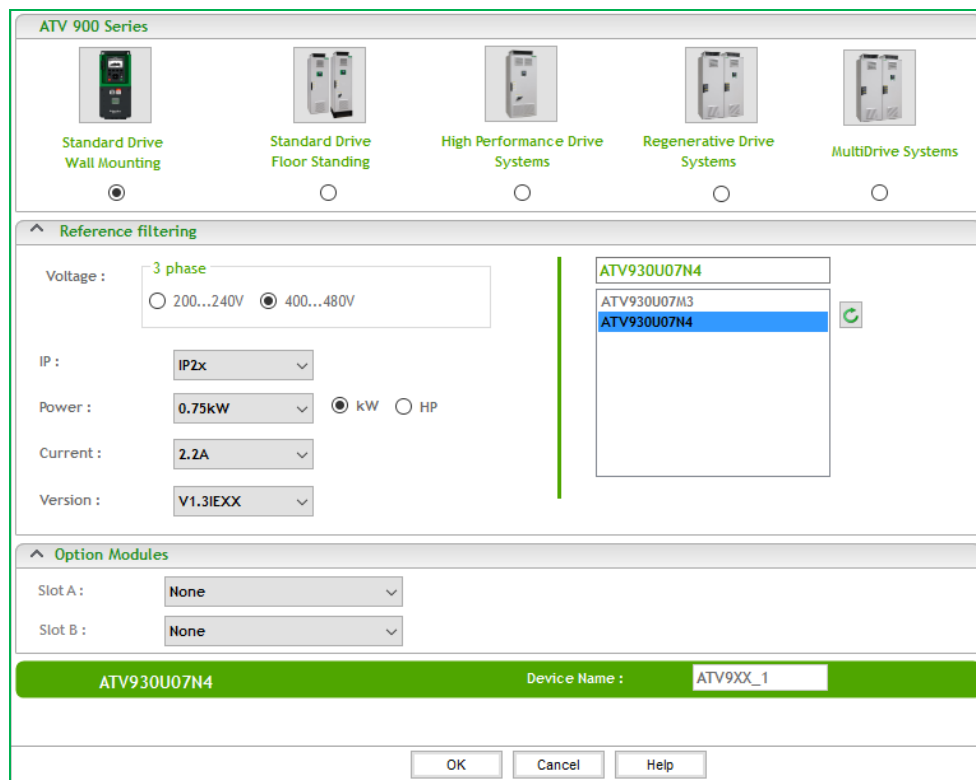 ATV 900 Series
Standard Drive
Wall Mounting
Standard Drive
Floor Standing
High Performance Drive
Systems
Regenerative Drive
Systems
MultiDrive Systems
Reference filtering
Voltage :
3 phase
200...240V
400...480V
ATV930U07N4
ATV930U07M3
ATV930U07N4
IP :
IP2x
Power :
0.75kW
kW
HP
Current :
2.2A
Version :
V1.3IEXX
Option Modules
Slot A :
None
Slot B :
None
ATV930U07N4
Device Name :
ATV9XX_1
OK
Cancel
Help